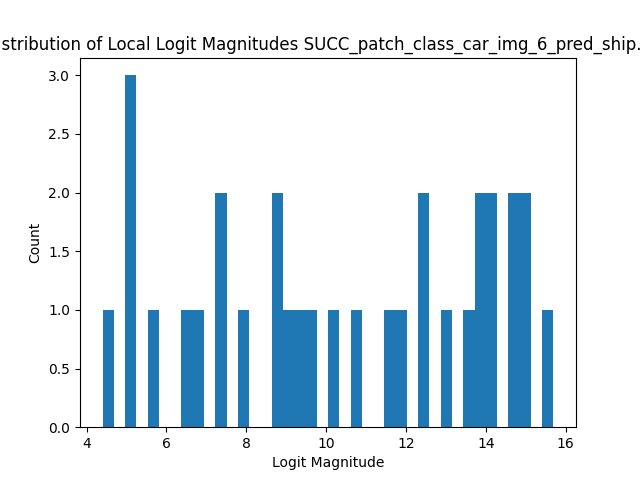 stribution of Local Logit Magnitudes SUCC_patch_class_car_img_6_pred_ship.
3.0
2.5
2.0
1.5
1.0
0.5
0.0
Count
4 6 8 10 12 14 16
Logit Magnitude